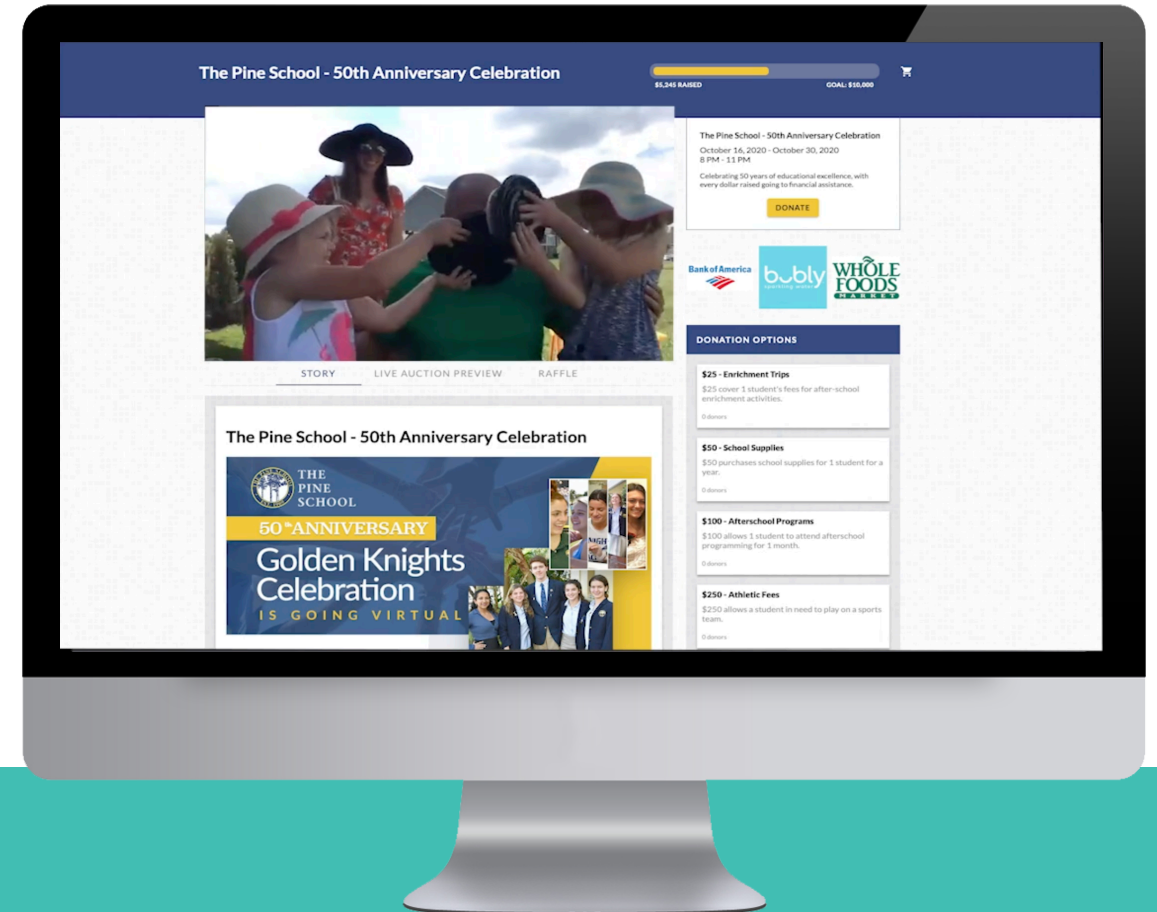 The Pine School - 50th Anniversary Celebration
$5,245 RAISED
GOAL: $10,000
The Pine School - 50th Anniversary Celebration
October 16, 2020 - October 30, 2020
8 PM - 11 PM
Celebrating 50 years of educational excellence, with
every dollar raised going to financial assistance.
DONATE
Bank of America
bubly
sparkling water
WHOLE
FOODS
MARKET
STORY
LIVE AUCTION PREVIEW
RAFFLE
DONATION OPTIONS
$25 - Enrichment Trips
$25 cover 1 student's fees for after-school
enrichment activities.
0 donors
$50 - School Supplies
$50 purchases school supplies for 1 student for a
year.
0 donors
$100 - Afterschool Programs
$100 allows 1 student to attend afterschool
programming for 1 month.
0 donors
$250 - Athletic Fees
$250 allows a student in need to play on a sports
team.
0 donors
The Pine School - 50th Anniversary Celebration
THE
PINE
SCHOOL
50th ANNIVERSARY
Golden Knights
Celebration
IS GOING VIRTUAL